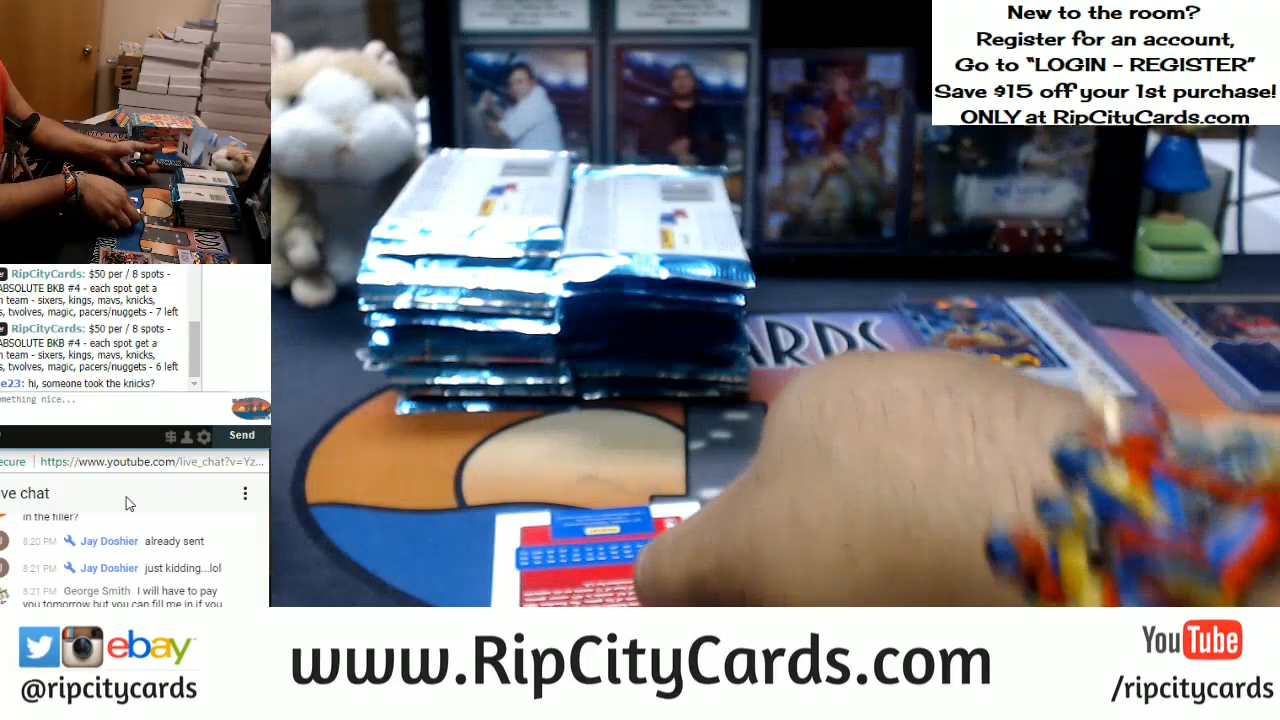 New to the room?
Register for an account,
Go to “LOGIN - REGISTER”
Save $15 off your 1st purchase!
ONLY at RipCityCards.com
RipCityCards: $50 per / 8 spots -
ABSOLUTE BKB #4 - each spot get a
team - sixers, kings, mavs, knicks,
twolves, magic, pacers/nuggets - 7 left
RipCityCards: $50 per / 8 spots -
ABSOLUTE BKB #4 - each spot get a
team - sixers, kings, mavs, knicks,
twolves, magic, pacers/nuggets - 6 left
e23: hi, someone took the knicks?
omething nice...
Send
ecure | https://www.youtube.com/live_chat?v=Yz...
ve chat
in the filler?
8:20 PM Jay Doshier already sent
8:21 PM Jay Doshier just kidding...lol
8:21 PM George Smith I will have to pay
you tomorrow but you can fill me in if you
ARDS
ebay
@ripcitycards
www.RipCityCards.com
YouTube
/ripcitycards